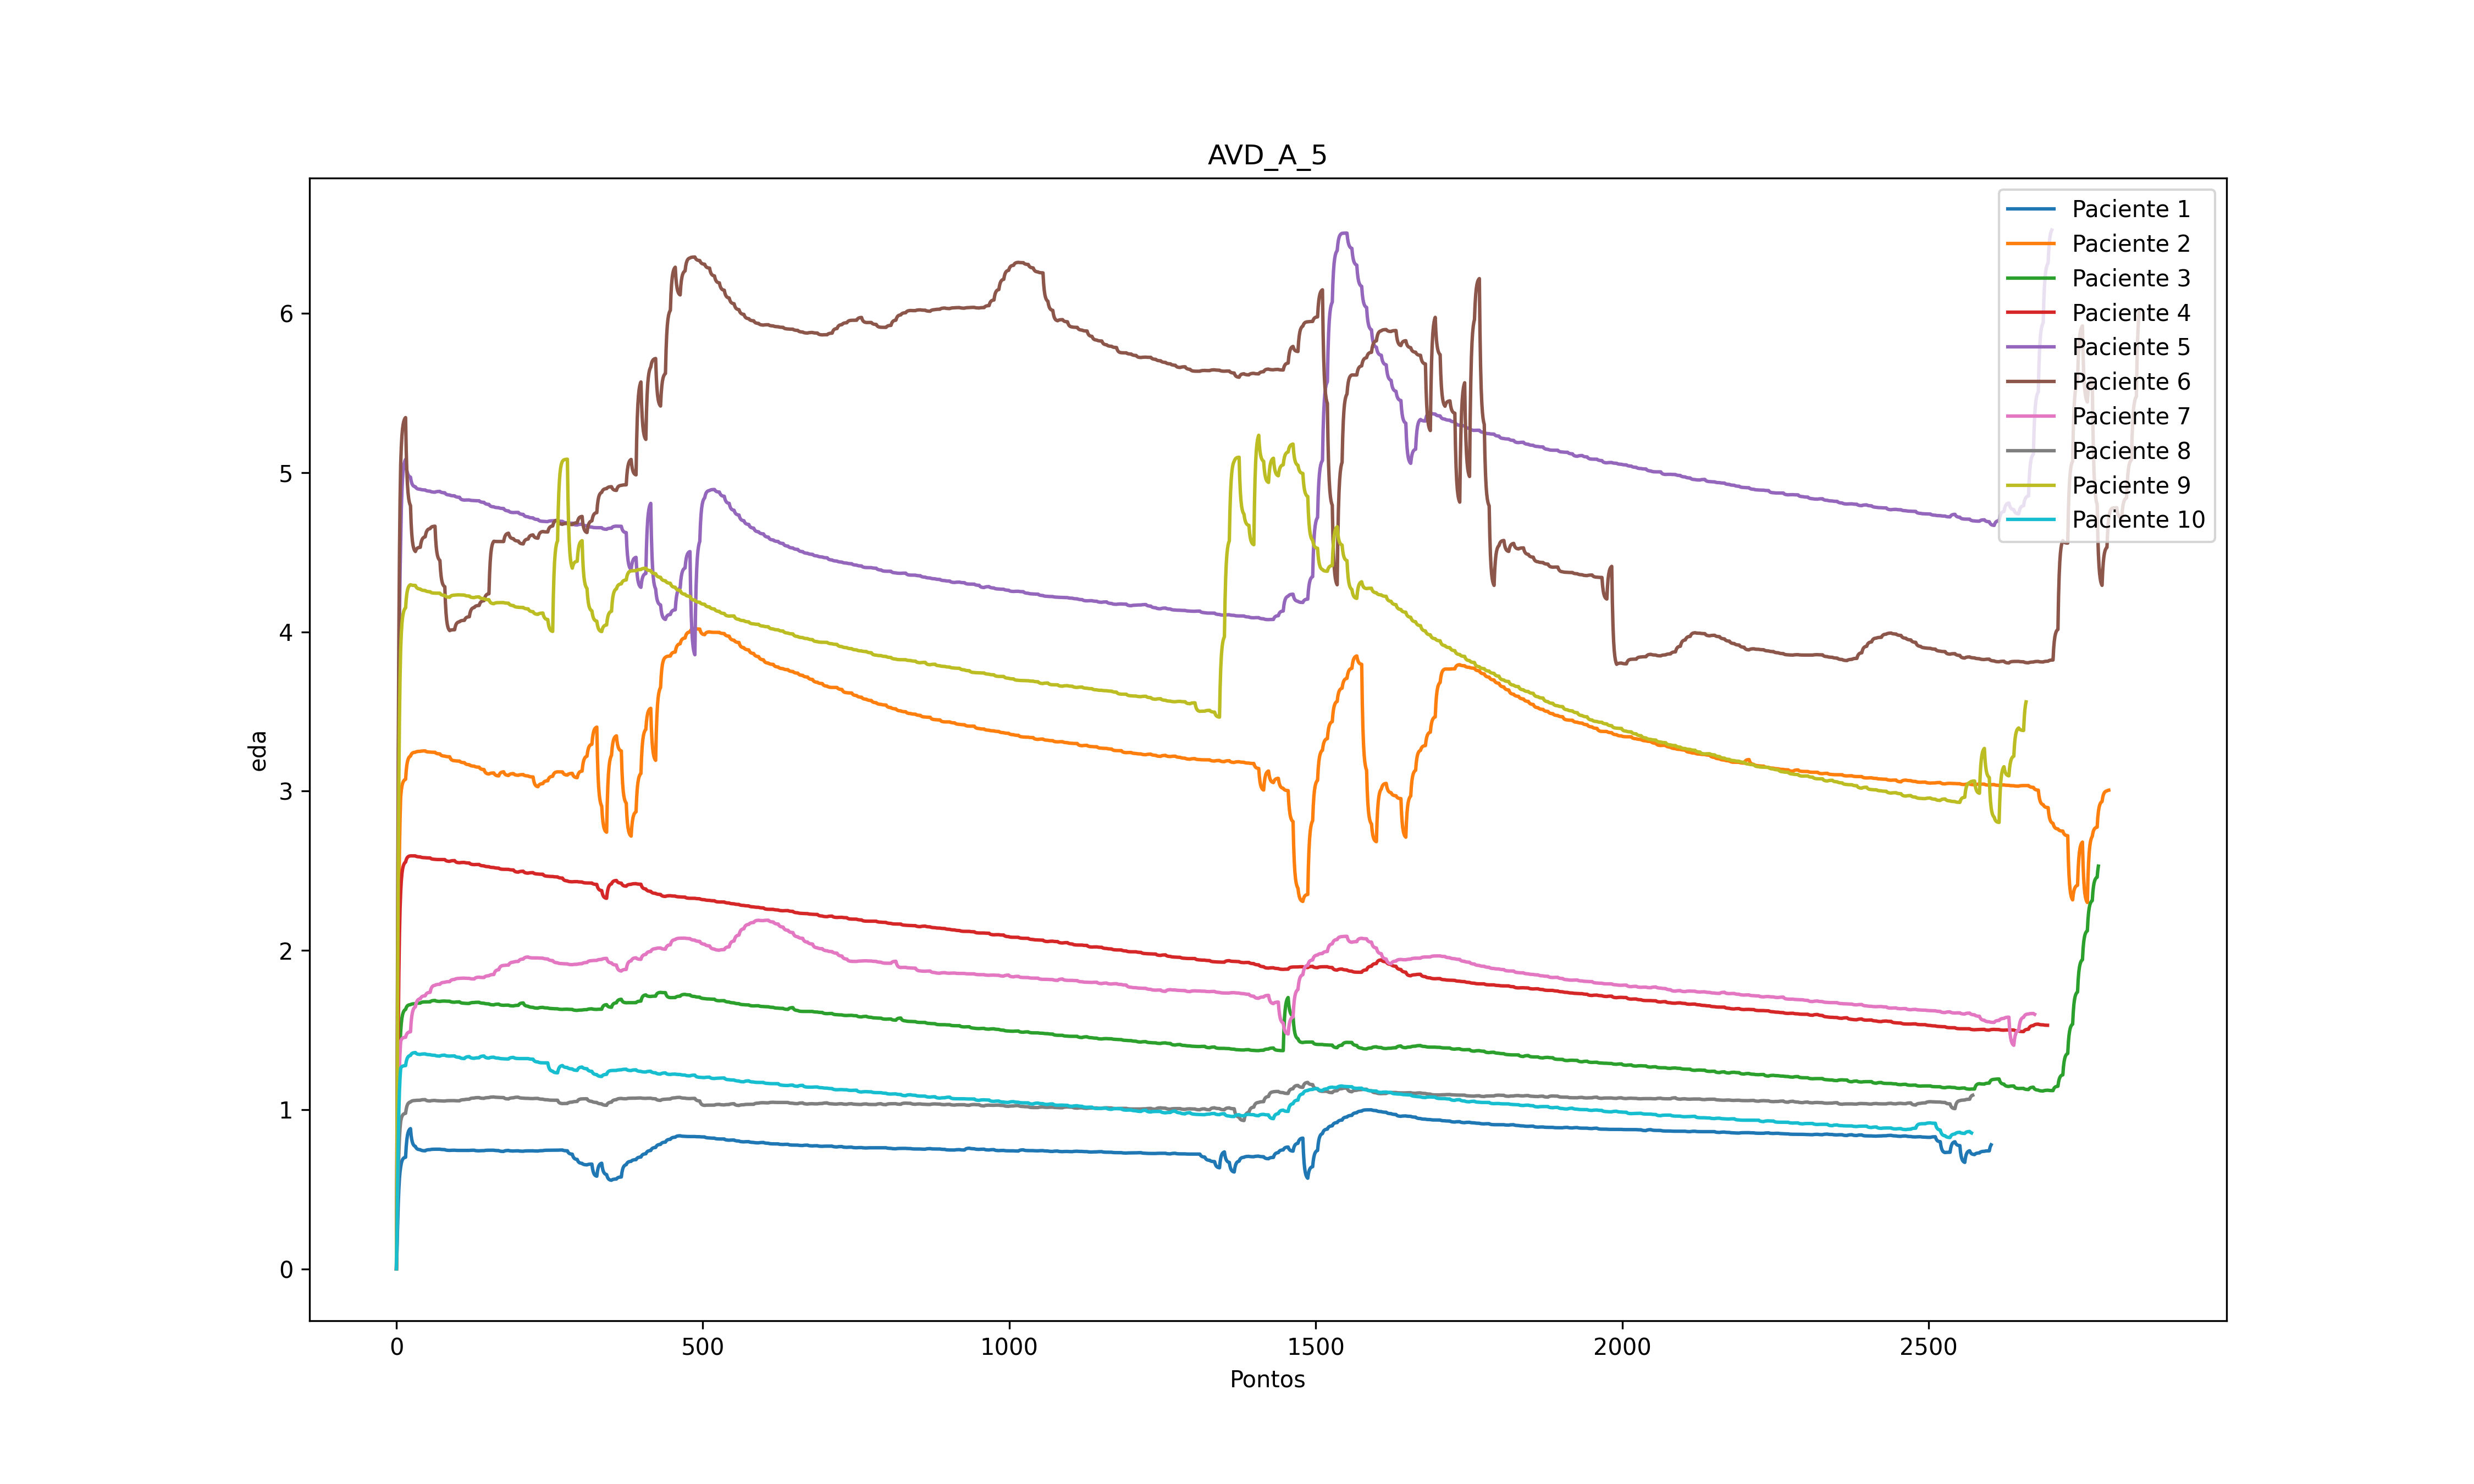 AVD_A_5
Paciente 1
Paciente 2
Paciente 3
Paciente 4
Paciente 5
Paciente 6
Paciente 7
Paciente 8
Paciente 9
Paciente 10
eda
6
5
4
3
2
1
0
0 500 1000 1500 2000 2500
Pontos